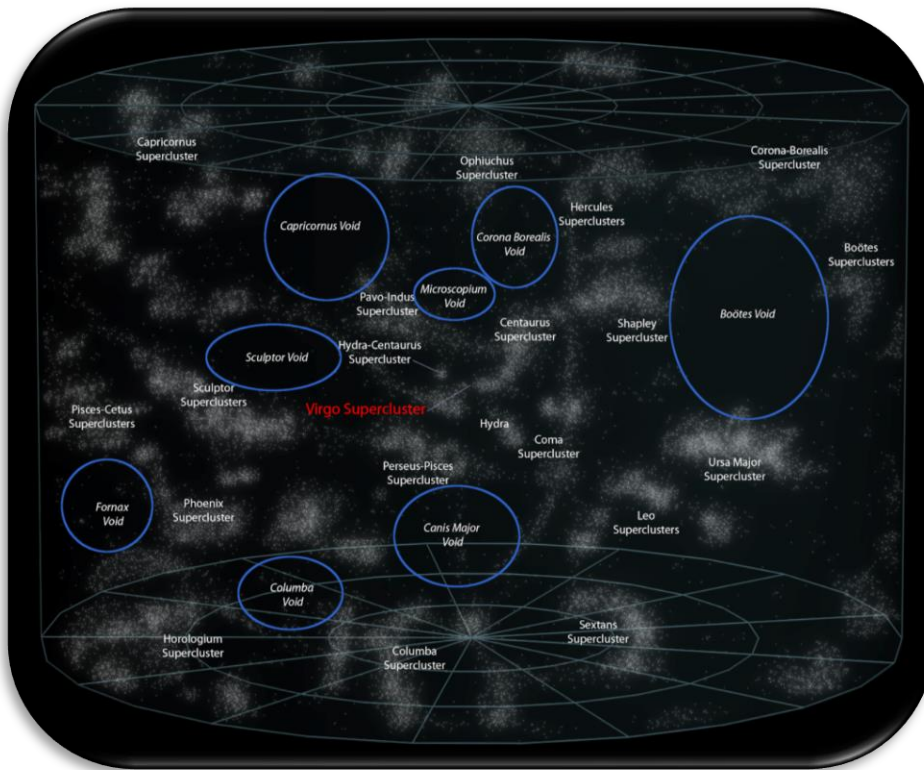 Capricornus
Supercluster
Ophiuchus
Supercluster
Corona-Borealis
Supercluster
Capricornus Void
Corona Borealis
Void
Hercules
Superclusters
Boötes
Superclusters
Microscopium
Void
Pavo-Indus
Supercluster
Centaurus
Supercluster
Shapley
Supercluster
Boötes Void
Sculptor Void
Hydra-Centaurus
Supercluster
Sculptor
Superclusters
Virgo Supercluster
Pisces-Cetus
Superclusters
Hydra
Coma
Supercluster
Perseus-Pisces
Supercluster
Ursa Major
Supercluster
Fornax
Void
Phoenix
Supercluster
Canis Major
Void
Leo
Superclusters
Columba
Void
Horologium
Supercluster
Columba
Supercluster
Sextans
Supercluster